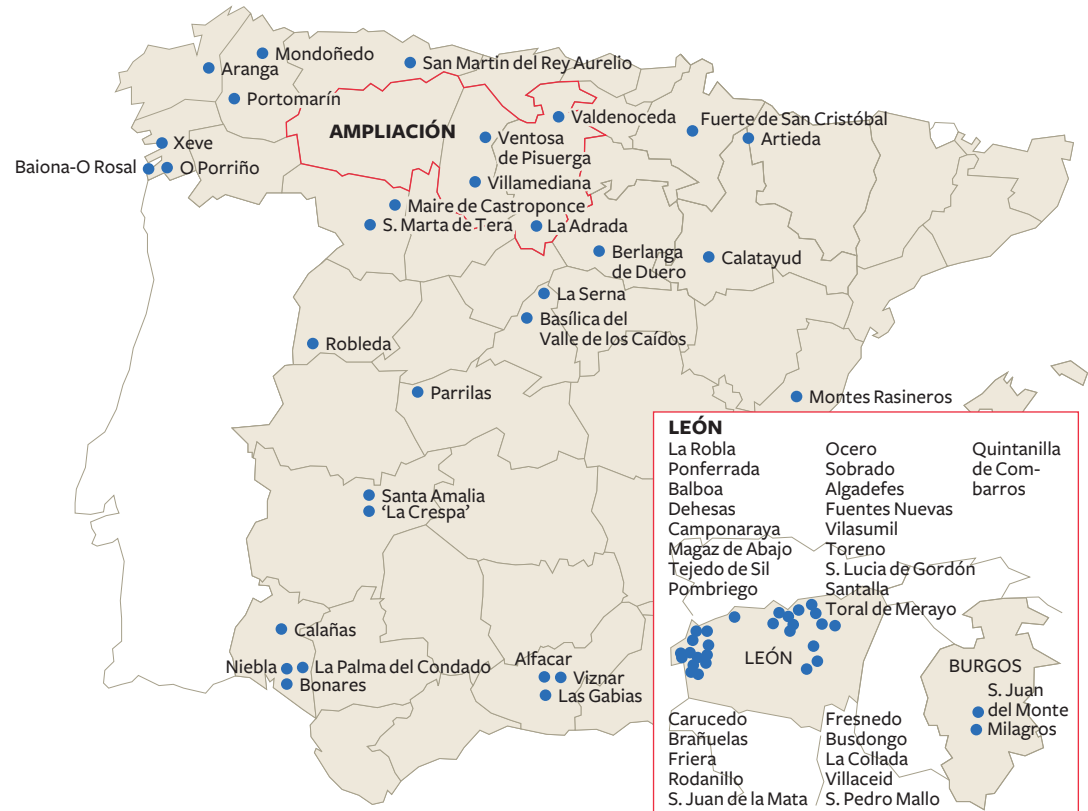 Mondoñedo
Aranga
San Martín del Rey Aurelio
Portomarín
AMPLIACIÓN
Valdenoceda
Fuerte de San Cristóbal
Artieda
Xeve
Ventosa
de Pisuerga
Baiona-O Rosal
O Porriño
Villamediana
Maire de Castroponce
S. Marta de Tera
La Adrada
Berlanga
de Duero
Calatayud
La Serna
Basílica del
Valle de los Caídos
Robleda
Parrilas
Montes Rasineros
Santa Amalia
‘La Crespa’
Calañas
Niebla
La Palma del Condado
Bonares
Alfacar
Viznar
Las Gabias
LEÓN
La Robla
Ponferrada
Balboa
Dehesas
Camponaraya
Magaz de Abajo
Tejedo de Sil
Pombriego
Ocero
Sobrado
Algadefes
Fuentes Nuevas
Vilasumil
Toreno
S. Lucia de Gordón
Santalla
Toral de Merayo
Quintanilla
de Com-
barros
LEÓN
BURGOS
S. Juan
del Monte
Milagros
Carucedo
Brañuelas
Friera
Rodanillo
S. Juan de la Mata
Fresnedo
Busdongo
La Collada
Villaceid
S. Pedro Mallo